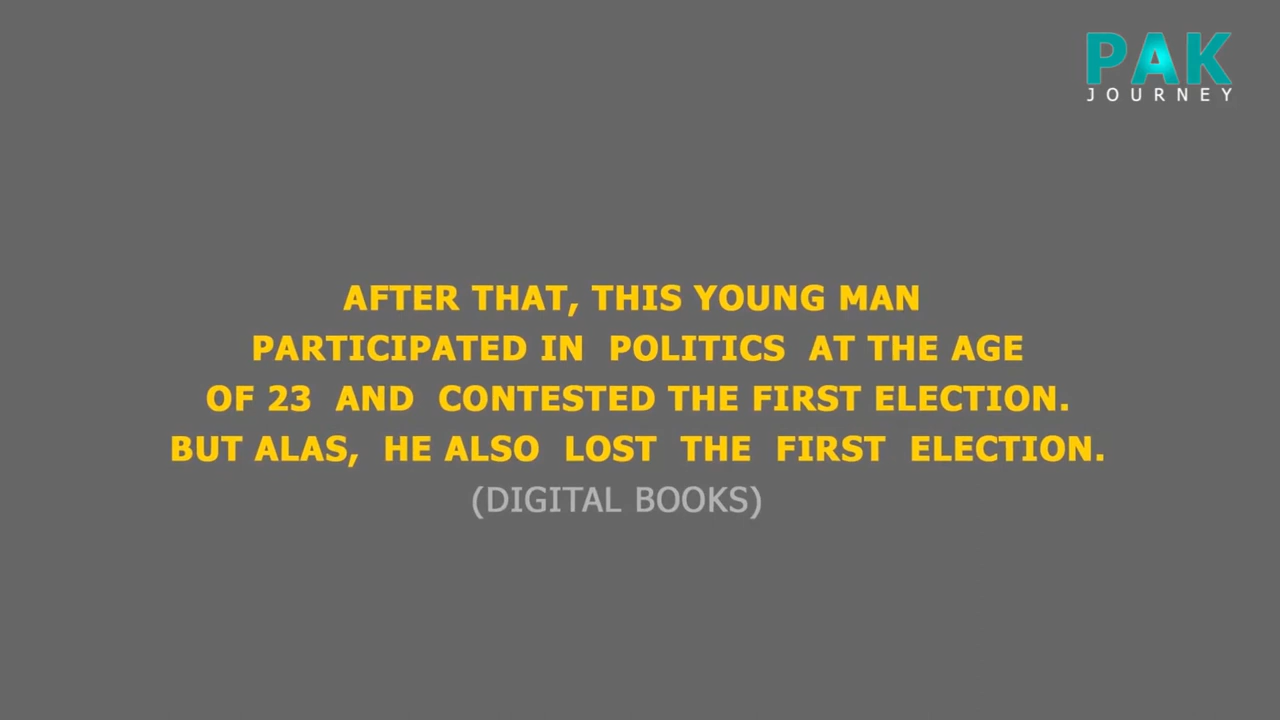 PAK
JOURNEY
AFTER THAT, THIS YOUNG MAN
PARTICIPATED IN POLITICS AT THE AGE
OF 23 AND CONTESTED THE FIRST ELECTION.
BUT ALAS, HE ALSO LOST THE FIRST ELECTION.
(DIGITAL BOOKS)